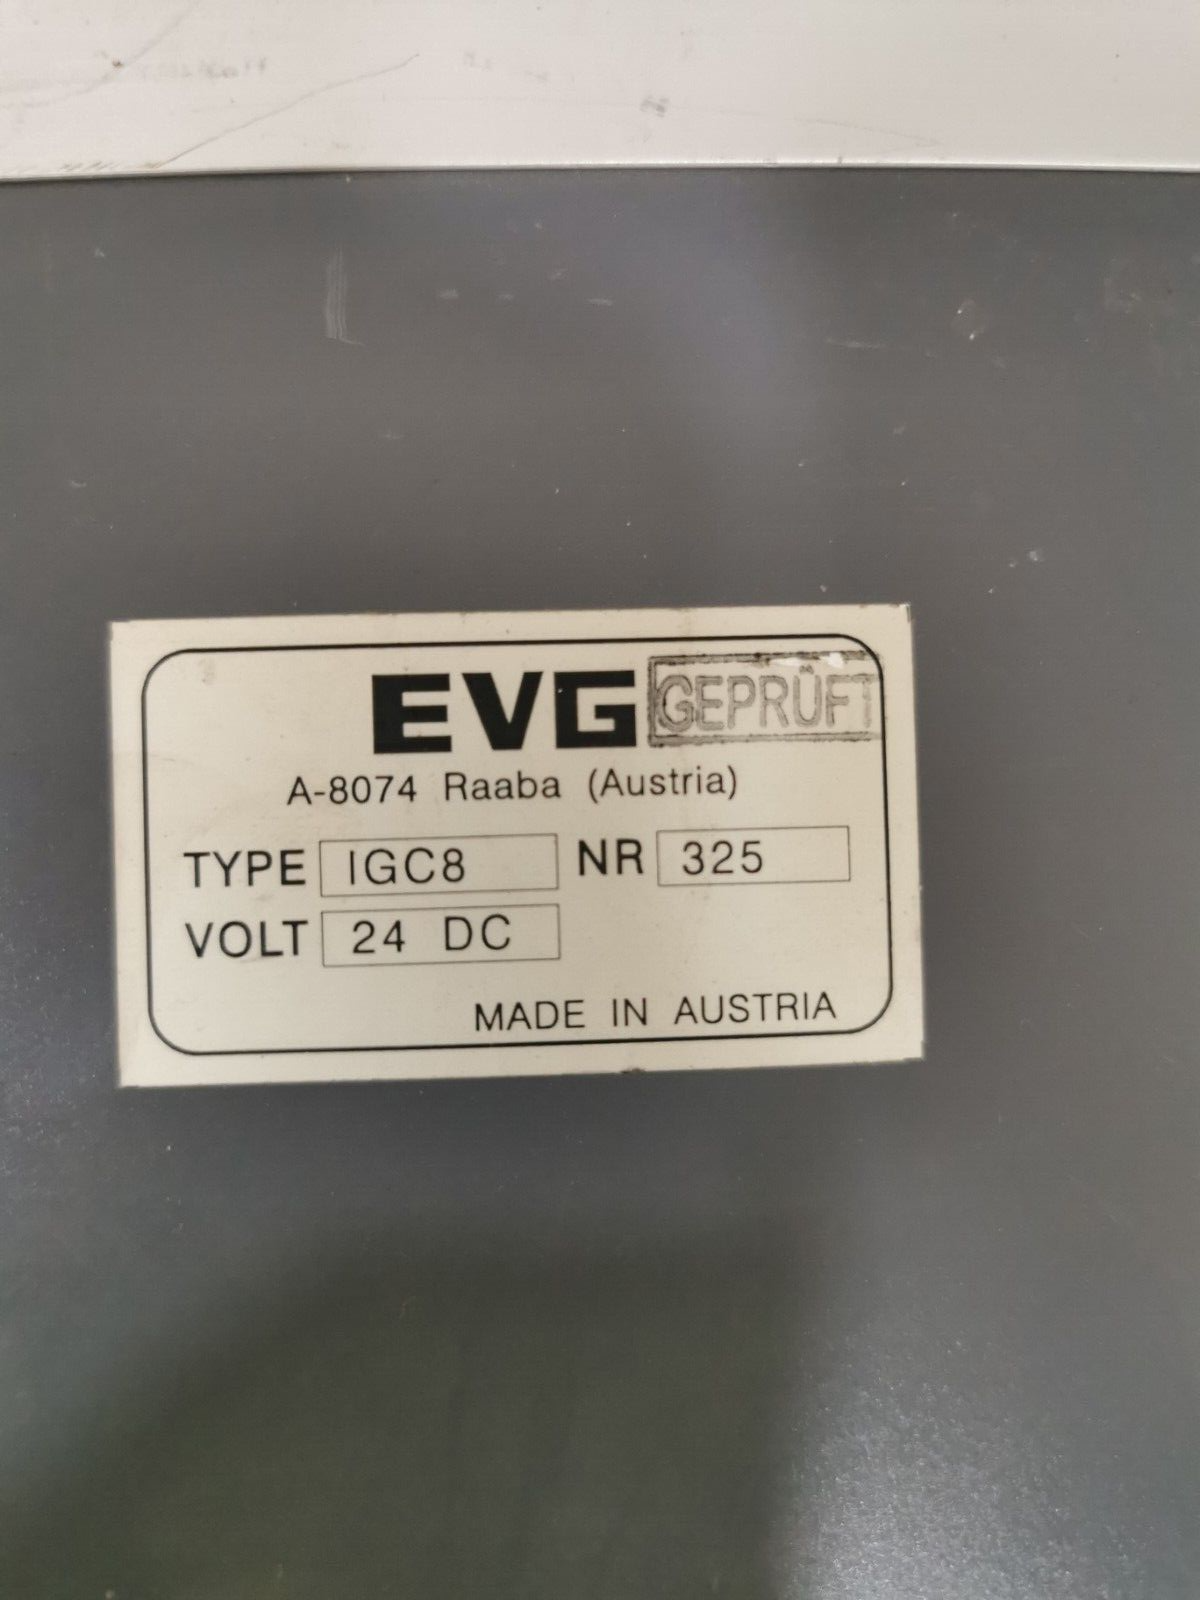 EVG GEPRÜFT
A-8074 Raaba (Austria)
TYPE IGC8 NR 325
VOLT 24 DC
MADE IN AUSTRIA